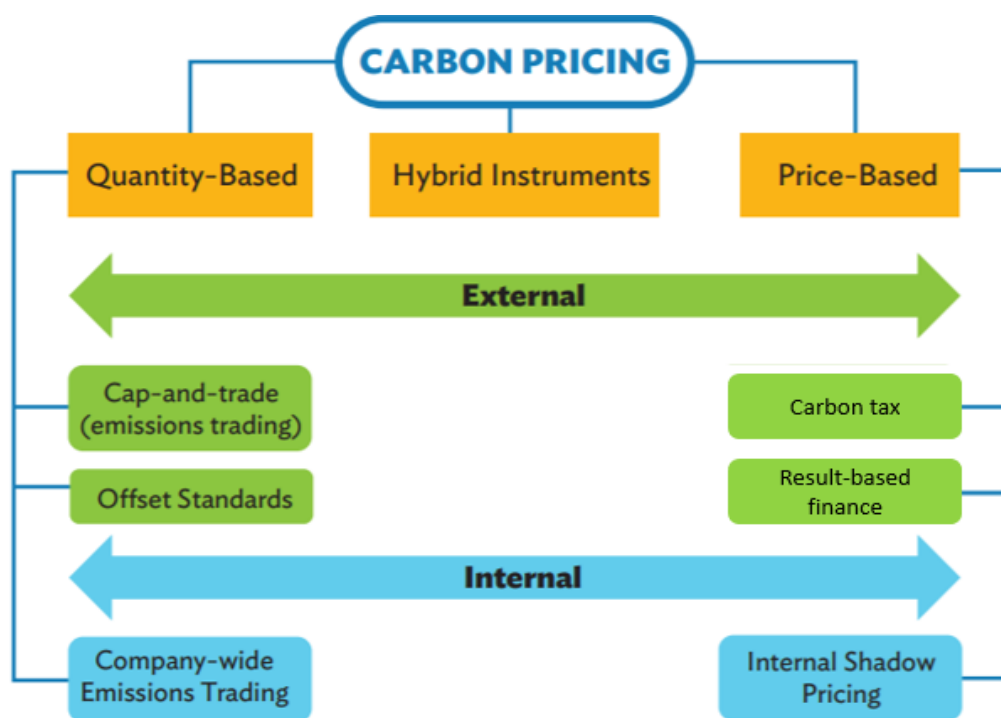 CARBON PRICING
Quantity-Based
Hybrid Instruments
Price-Based
External
Cap-and-trade
(emissions trading)
Carbon tax
Offset Standards
Result-based
finance
Internal
Company-wide
Emissions Trading
Internal Shadow
Pricing